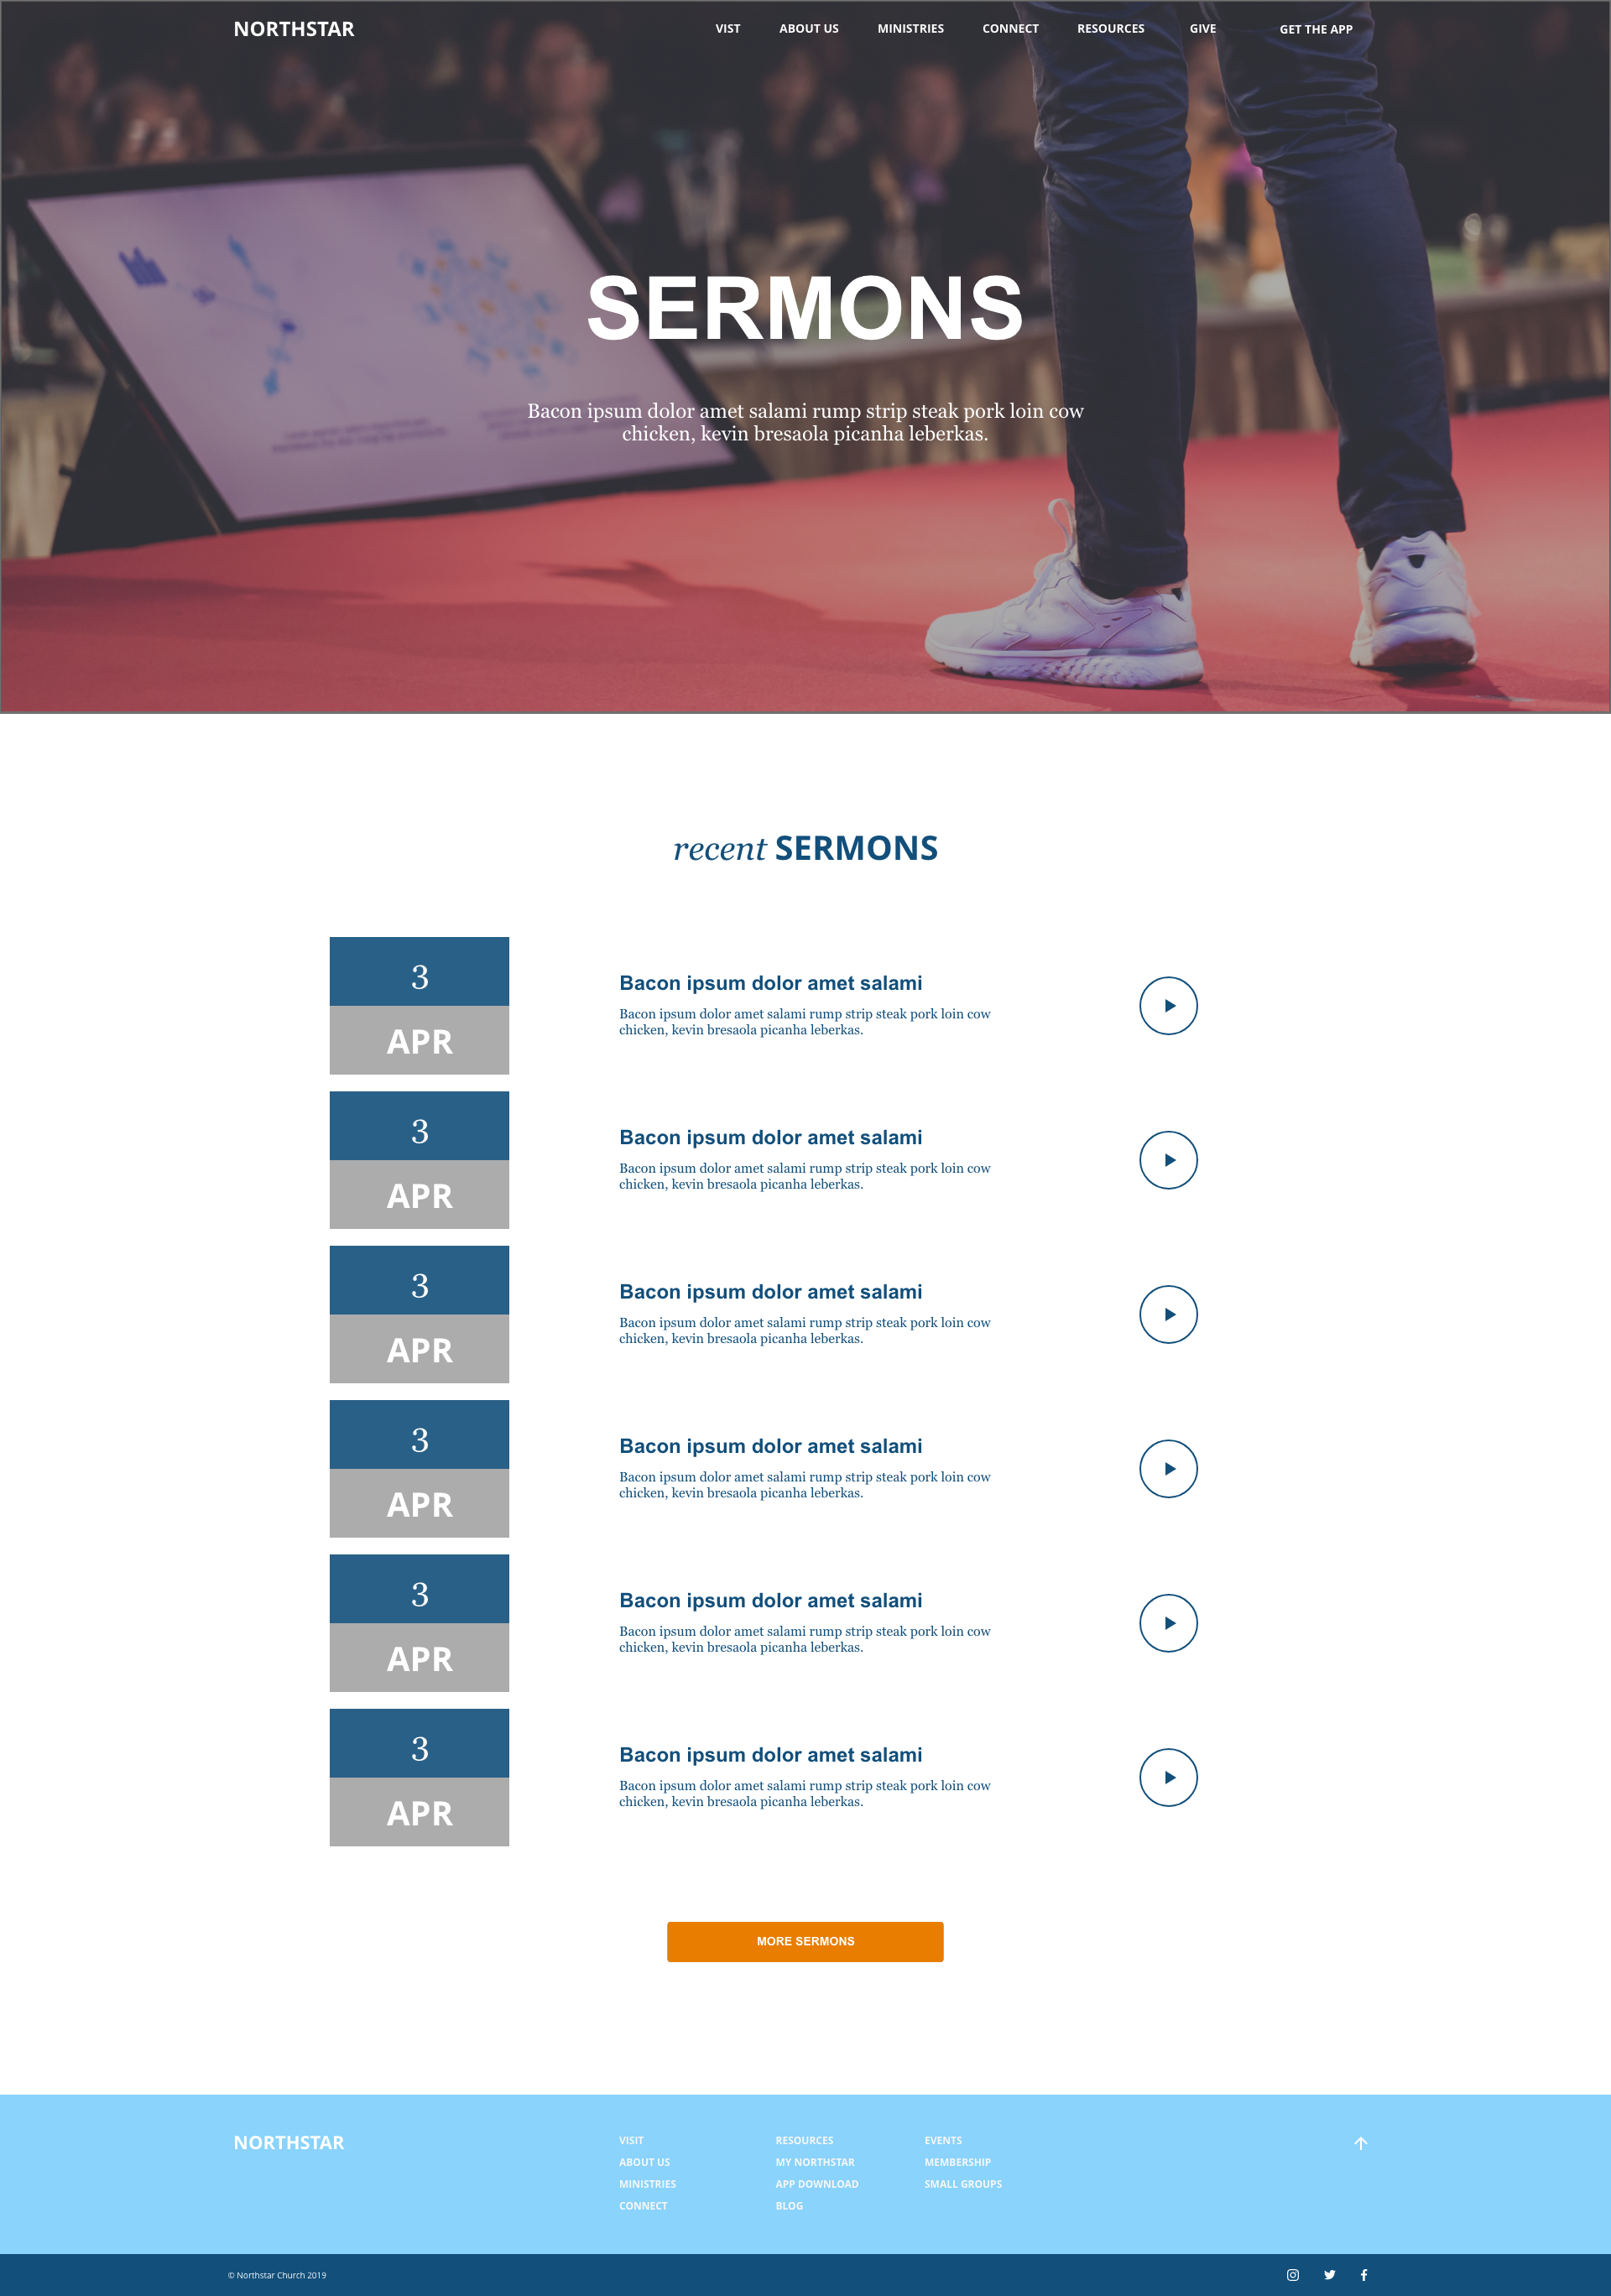 NORTHSTAR
VIST ABOUT US MINISTRIES CONNECT RESOURCES GIVE GET THE APP
SERMONS
Bacon ipsum dolor amet salami rump strip steak pork loin cow
chicken, kevin bresaola picanha leberkas.
recent SERMONS
3
APR
Bacon ipsum dolor amet salami
Bacon ipsum dolor amet salami rump strip steak pork loin cow
chicken, kevin bresaola picanha leberkas.
3
APR
Bacon ipsum dolor amet salami
Bacon ipsum dolor amet salami rump strip steak pork loin cow
chicken, kevin bresaola picanha leberkas.
3
APR
Bacon ipsum dolor amet salami
Bacon ipsum dolor amet salami rump strip steak pork loin cow
chicken, kevin bresaola picanha leberkas.
3
APR
Bacon ipsum dolor amet salami
Bacon ipsum dolor amet salami rump strip steak pork loin cow
chicken, kevin bresaola picanha leberkas.
3
APR
Bacon ipsum dolor amet salami
Bacon ipsum dolor amet salami rump strip steak pork loin cow
chicken, kevin bresaola picanha leberkas.
3
APR
Bacon ipsum dolor amet salami
Bacon ipsum dolor amet salami rump strip steak pork loin cow
chicken, kevin bresaola picanha leberkas.
MORE SERMONS
NORTHSTAR
VISIT
ABOUT US
MINISTRIES
CONNECT
RESOURCES
MY NORTHSTAR
APP DOWNLOAD
BLOG
EVENTS
MEMBERSHIP
SMALL GROUPS
© Northstar Church 2019